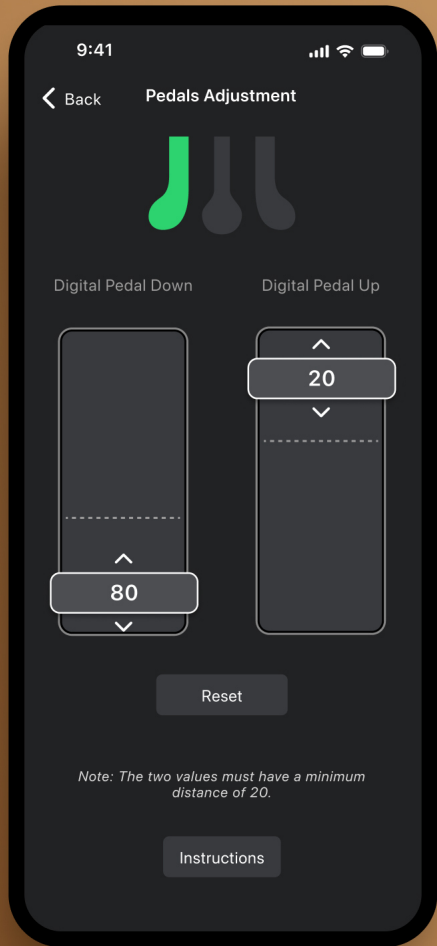 9:41
Back
Pedals Adjustment
Digital Pedal Down
Digital Pedal Up
20
80
Reset
Note: The two values must have a minimum
distance of 20.
Instructions